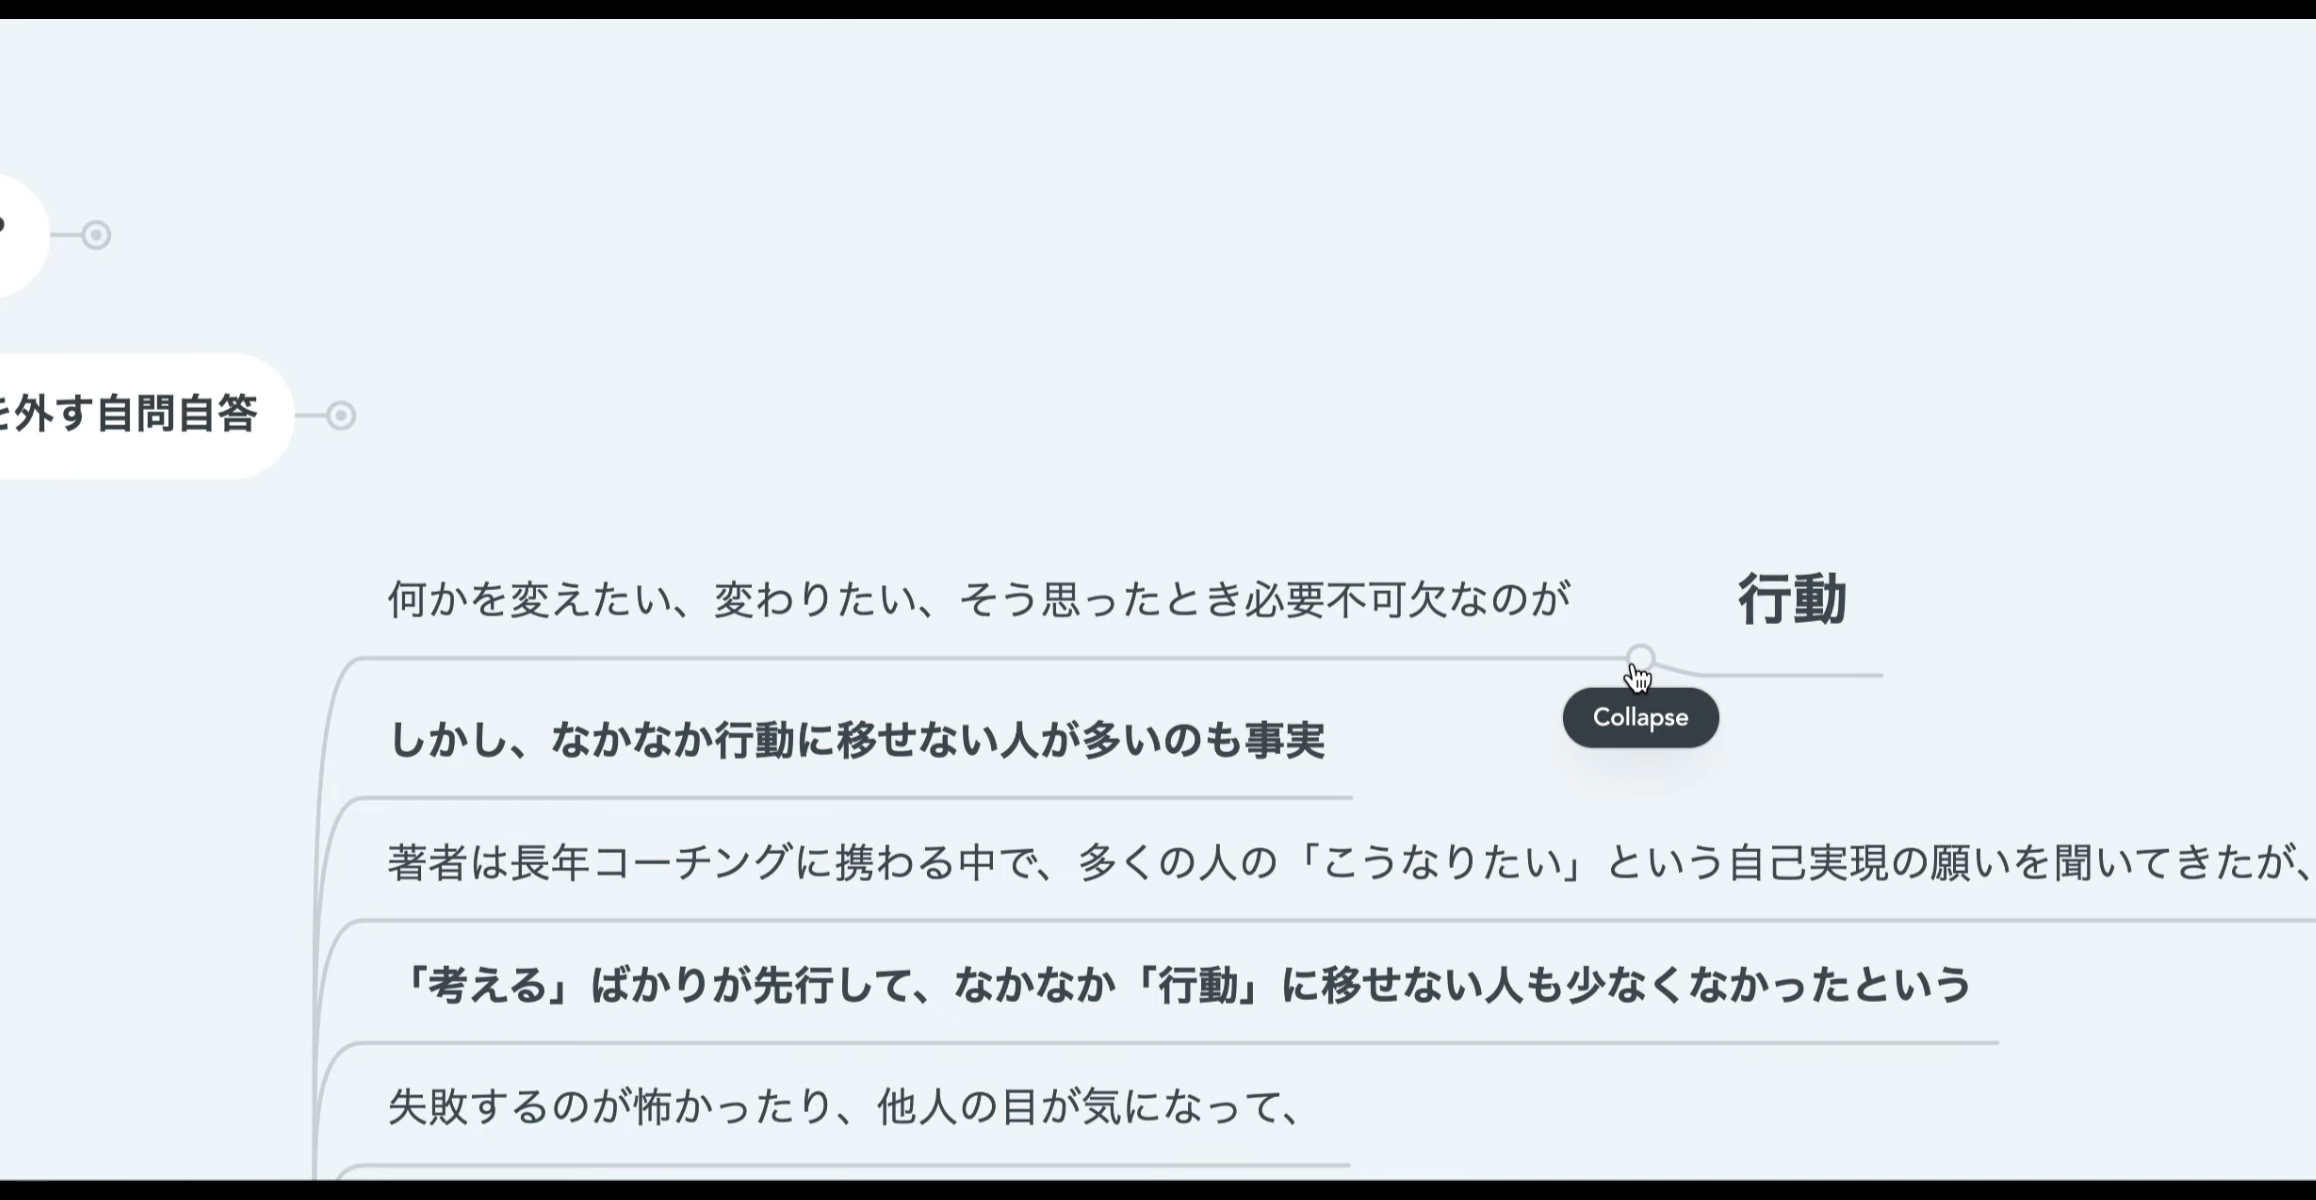 を外す自問自答
何かを変えたい、変わりたい、そう思ったとき必要不可欠なのが
行動
Collapse
しかし、なかなか行動に移せない人が多いのも事実
著者は長年コーチングに携わる中で、多くの人の「こうなりたい」という自己実現の願いを聞いてきたが、
「考える」ばかりが先行して、なかなか「行動」に移せない人も少なくなかったという
失敗するのが怖かったり、他人の目が気になって、